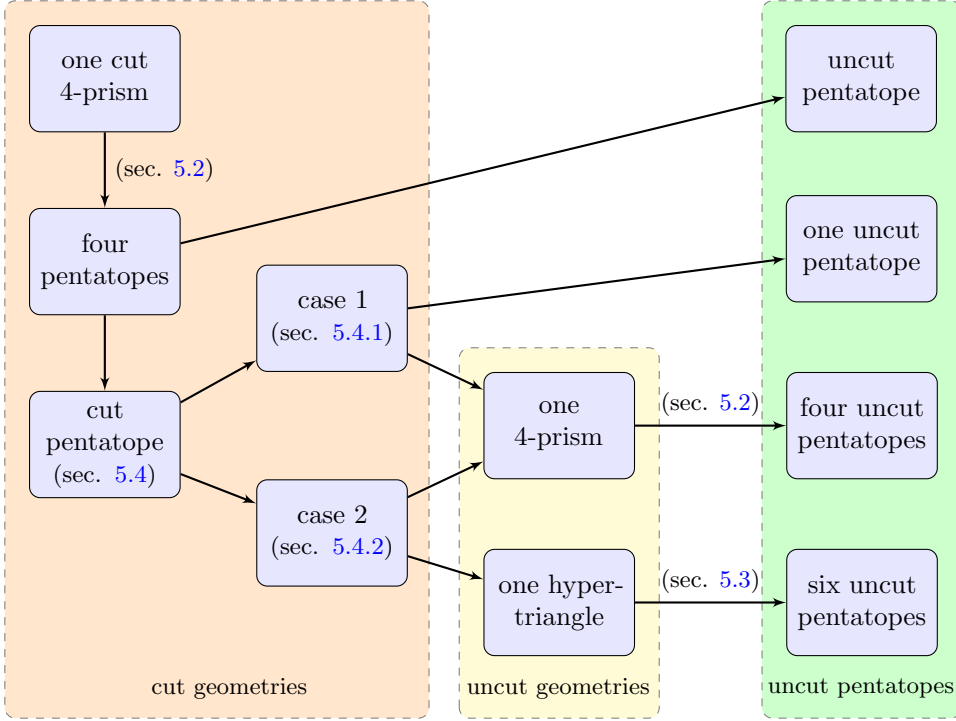 one cut
4-prism
(sec. 5.2)
four
pentatopes
cut
pentatope
(sec. 5.4)
case 1
(sec. 5.4.1)
case 2
(sec. 5.4.2)
cut geometries
one
4-prism
one hyper-
triangle
uncut geometries
(sec. 5.2)
(sec. 5.3)
uncut
pentatope
one uncut
pentatope
four uncut
pentatopes
six uncut
pentatopes
uncut pentatopes